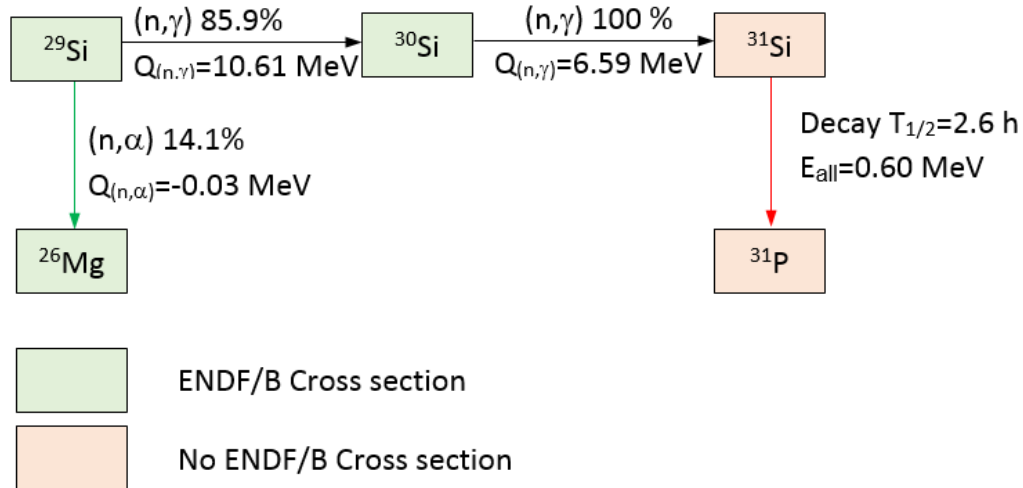 (n,γ) 85.9%
(n,γ) 100 %
²⁹Si
³⁰Si
³¹Si
Q₍ₙ,γ₎=10.61 MeV
Q₍ₙ,γ₎=6.59 MeV
(n,α) 14.1%
Q₍ₙ,α₎=-0.03 MeV
Decay T₁/₂=2.6 h
Eₐₗₗ=0.60 MeV
²⁶Mg
³¹P
ENDF/B Cross section
No ENDF/B Cross section